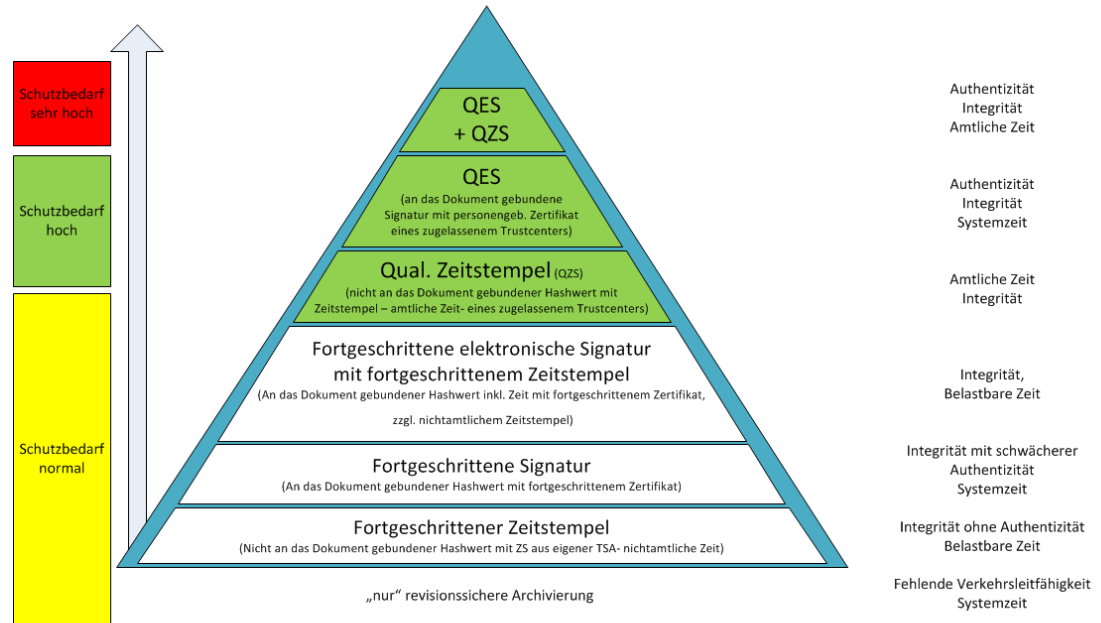 Schutzbedarf
sehr hoch
QES
+ QZS
Authentizität
Integrität
Amtliche Zeit
Schutzbedarf
hoch
QES
(an das Dokument gebundene
Signatur mit personengeb. Zertifikat
eines zugelassenem Trustcenters)
Authentizität
Integrität
Systemzeit
Qual. Zeitstempel (QZS)
(nicht an das Dokument gebundener Hashwert mit
Zeitstempel – amtliche Zeit- eines zugelassenem Trustcenters)
Amtliche Zeit
Integrität
Schutzbedarf
normal
Fortgeschrittene elektronische Signatur
mit fortgeschrittenem Zeitstempel
(An das Dokument gebundener Hashwert inkl. Zeit mit fortgeschrittenem Zertifikat,
zzgl. nichtamtlichem Zeitstempel)
Integrität,
Belastbare Zeit
Fortgeschrittene Signatur
(An das Dokument gebundener Hashwert mit fortgeschrittenem Zertifikat)
Integrität mit schwächerer
Authentizität
Systemzeit
Fortgeschrittener Zeitstempel
(Nicht an das Dokument gebundener Hashwert mit ZS aus eigener TSA- nichtamtliche Zeit)
Integrität ohne Authentizität
Belastbare Zeit
„nur" revisionssichere Archivierung
Fehlende Verkehrsleitfähigkeit
Systemzeit